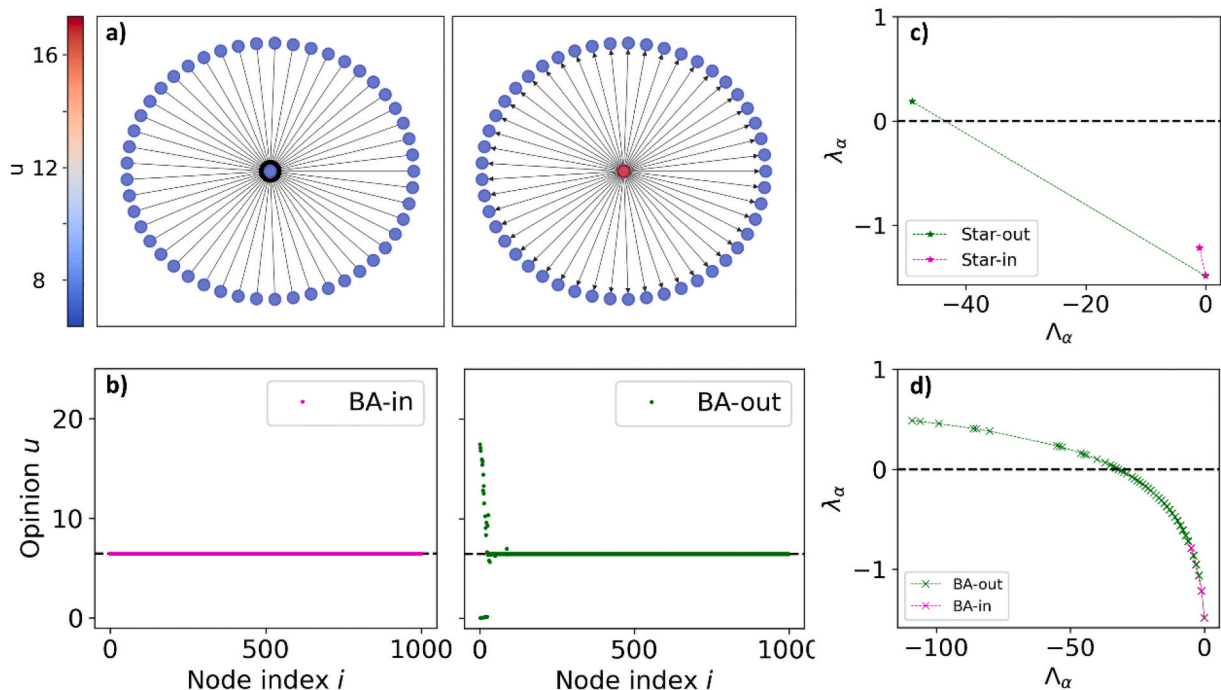 a)
16
12
8
u
c)
1
0
−1
λα
Star-out
Star-in
−40
−20
0
Λα
b)
BA-in
BA-out
20
10
0
Opinion u
0
500
1000
0
500
1000
Node index i
Node index i
d)
1
0
−1
λα
BA-out
BA-in
−100
−50
0
Λα